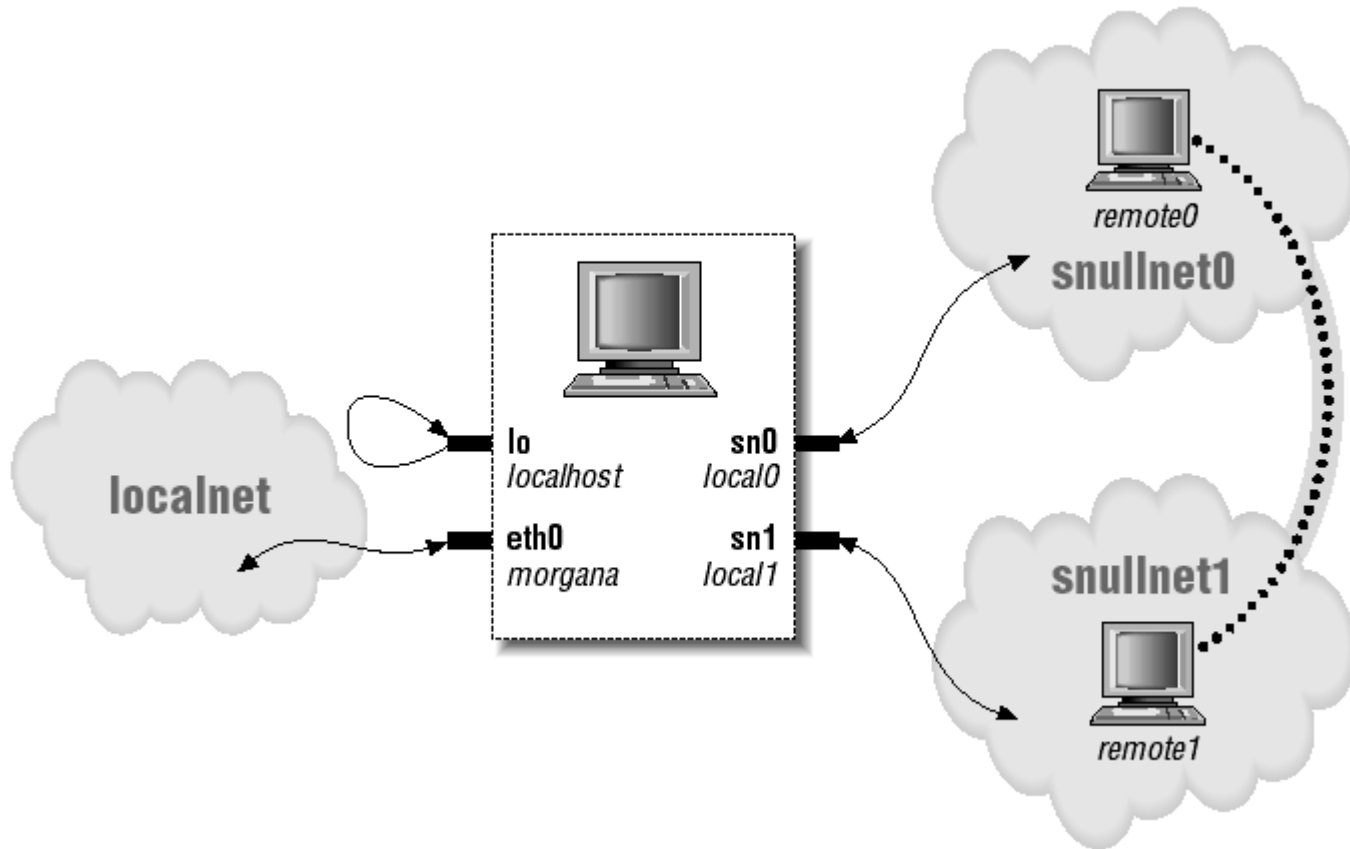 remote0
snullnet0
lo
localhost
sn0
local0
localnet
eth0
morgana
sn1
local1
snullnet1
remote1